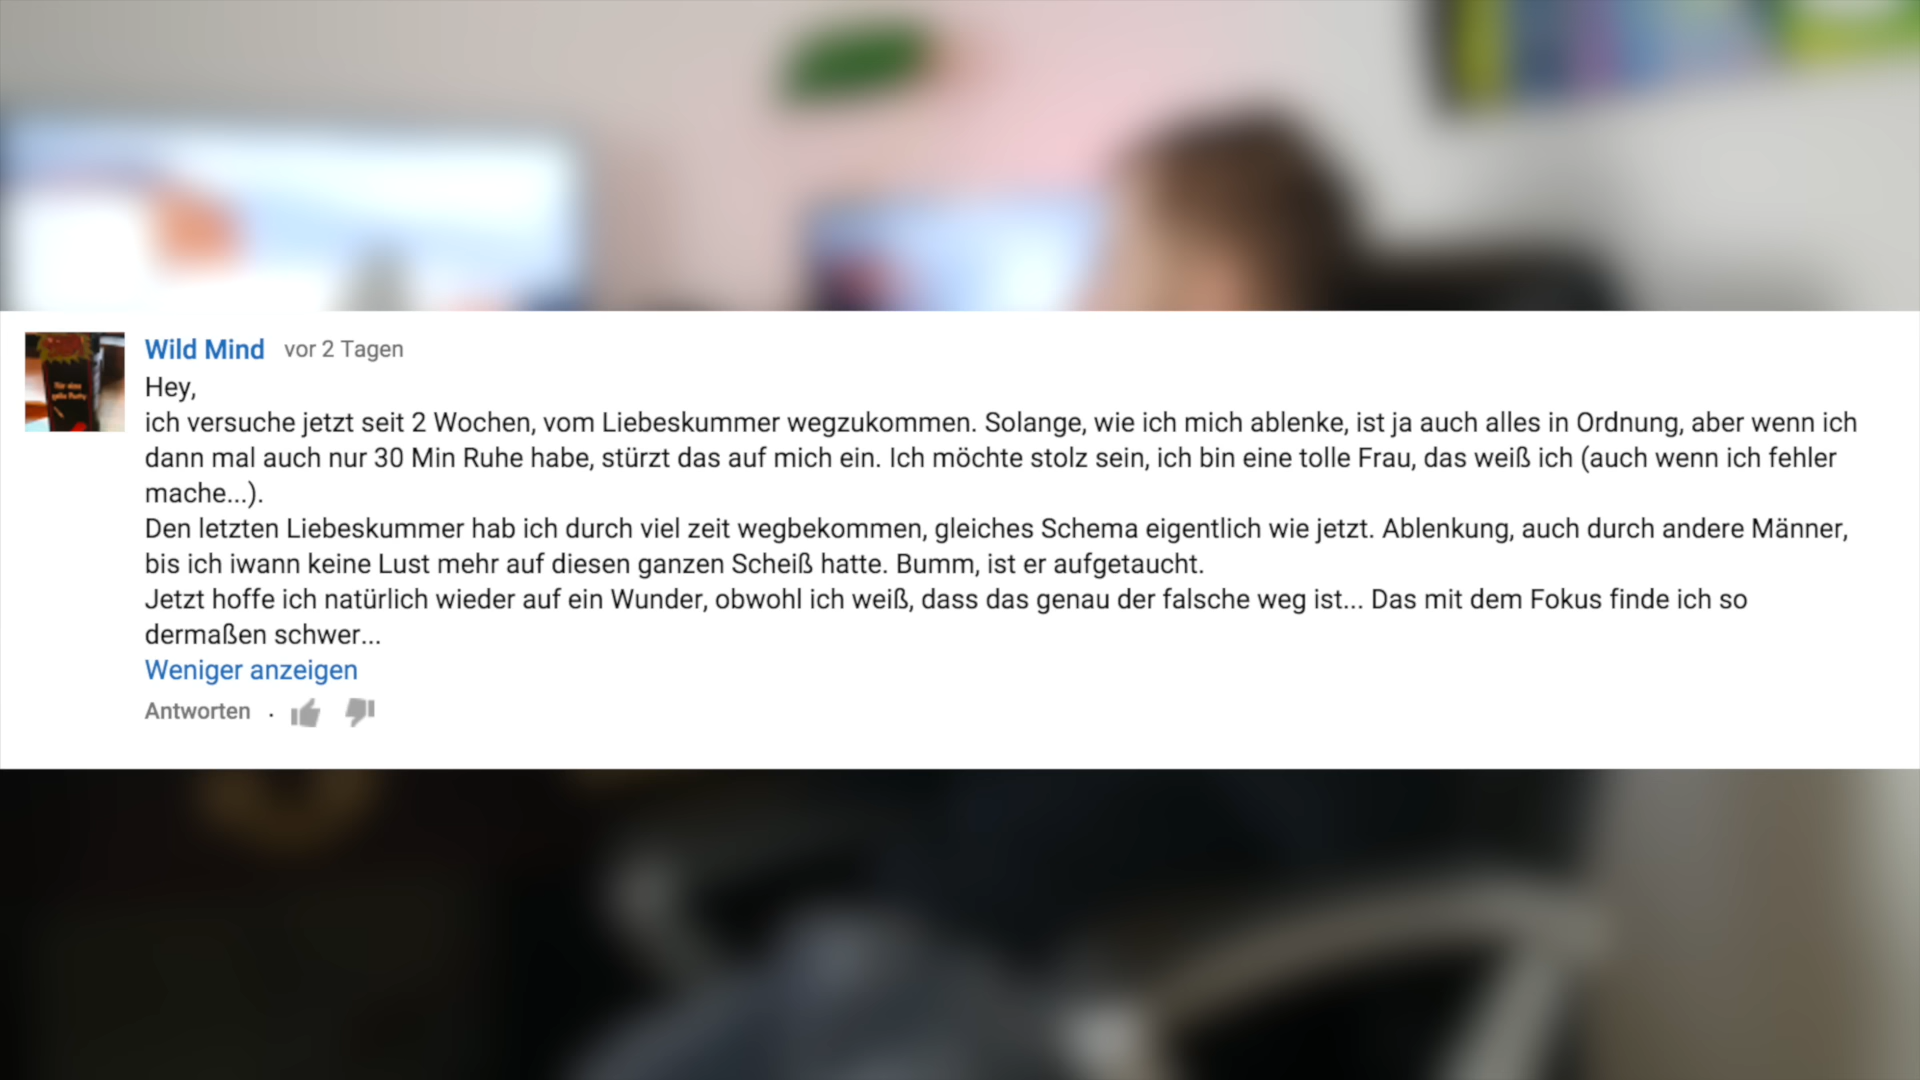 Wild Mind vor 2 Tagen
Hey,
ich versuche jetzt seit 2 Wochen, vom Liebeskummer wegzukommen. Solange, wie ich mich ablenke, ist ja auch alles in Ordnung, aber wenn ich
dann mal auch nur 30 Min Ruhe habe, stürzt das auf mich ein. Ich möchte stolz sein, ich bin eine tolle Frau, das weiß ich (auch wenn ich fehler
mache...).
Den letzten Liebeskummer hab ich durch viel zeit wegbekommen, gleiches Schema eigentlich wie jetzt. Ablenkung, auch durch andere Männer,
bis ich iwann keine Lust mehr auf diesen ganzen Scheiß hatte. Bumm, ist er aufgetaucht.
Jetzt hoffe ich natürlich wieder auf ein Wunder, obwohl ich weiß, dass das genau der falsche weg ist... Das mit dem Fokus finde ich so
dermaßen schwer...
Weniger anzeigen
Antworten ·